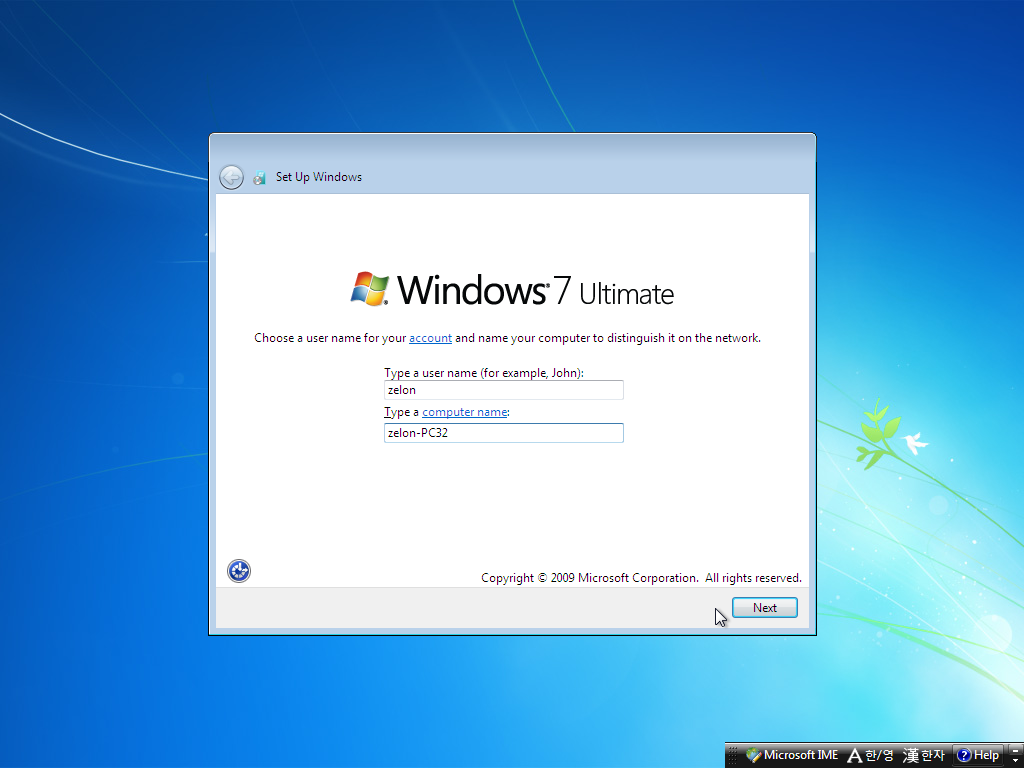 Set Up Windows
Windows® 7 Ultimate
Choose a user name for your account and name your computer to distinguish it on the network.
Type a user name (for example, John):
zelon
Type a computer name:
zelon-PC32
Copyright © 2009 Microsoft Corporation. All rights reserved.
Next
Microsoft IME A 한/영 漢 한자 ? Help